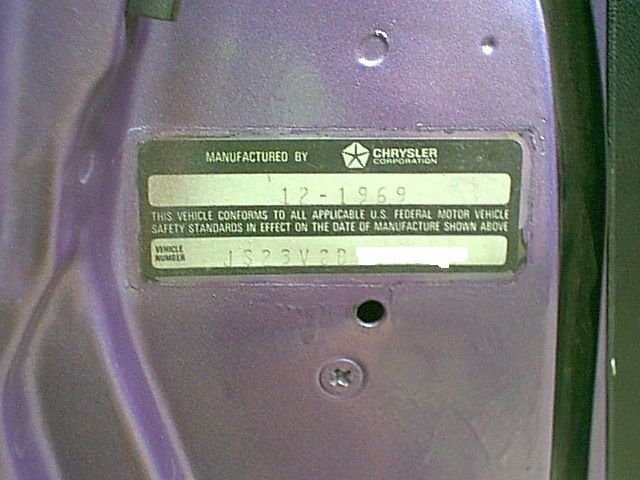 MANUFACTURED BY CHRYSLER CORPORATION
12-1969
THIS VEHICLE CONFORMS TO ALL APPLICABLE U.S. FEDERAL MOTOR VEHICLE
SAFETY STANDARDS IN EFFECT ON THE DATE OF MANUFACTURE SHOWN ABOVE
VEHICLE NUMBER JS23V0B